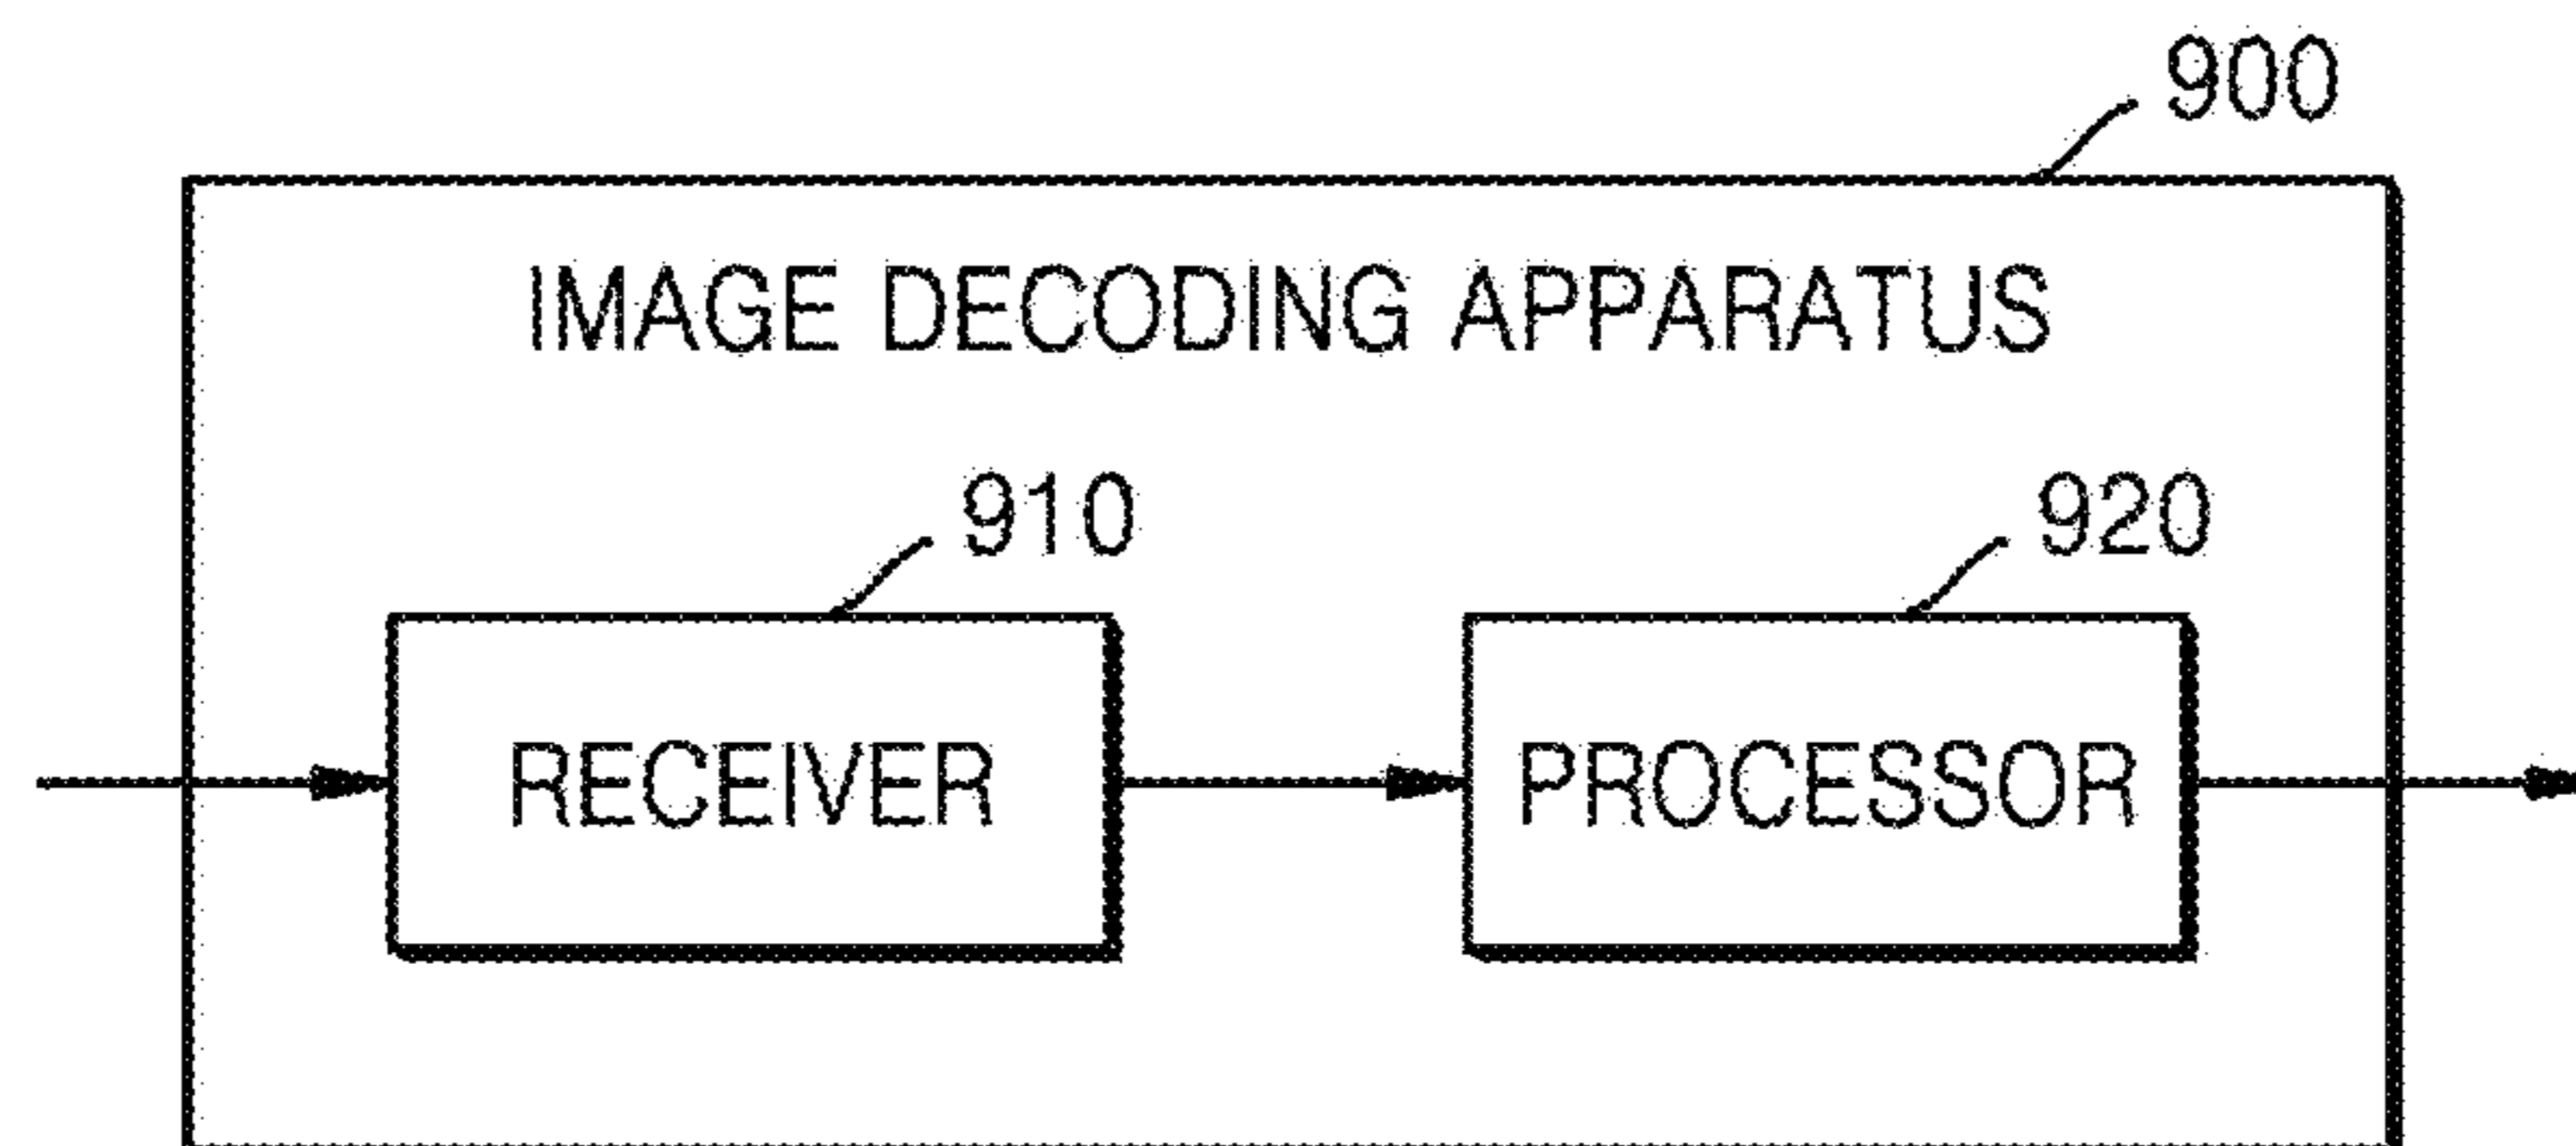 900
IMAGE DECODING APPARATUS
910
920
RECEIVER
PROCESSOR